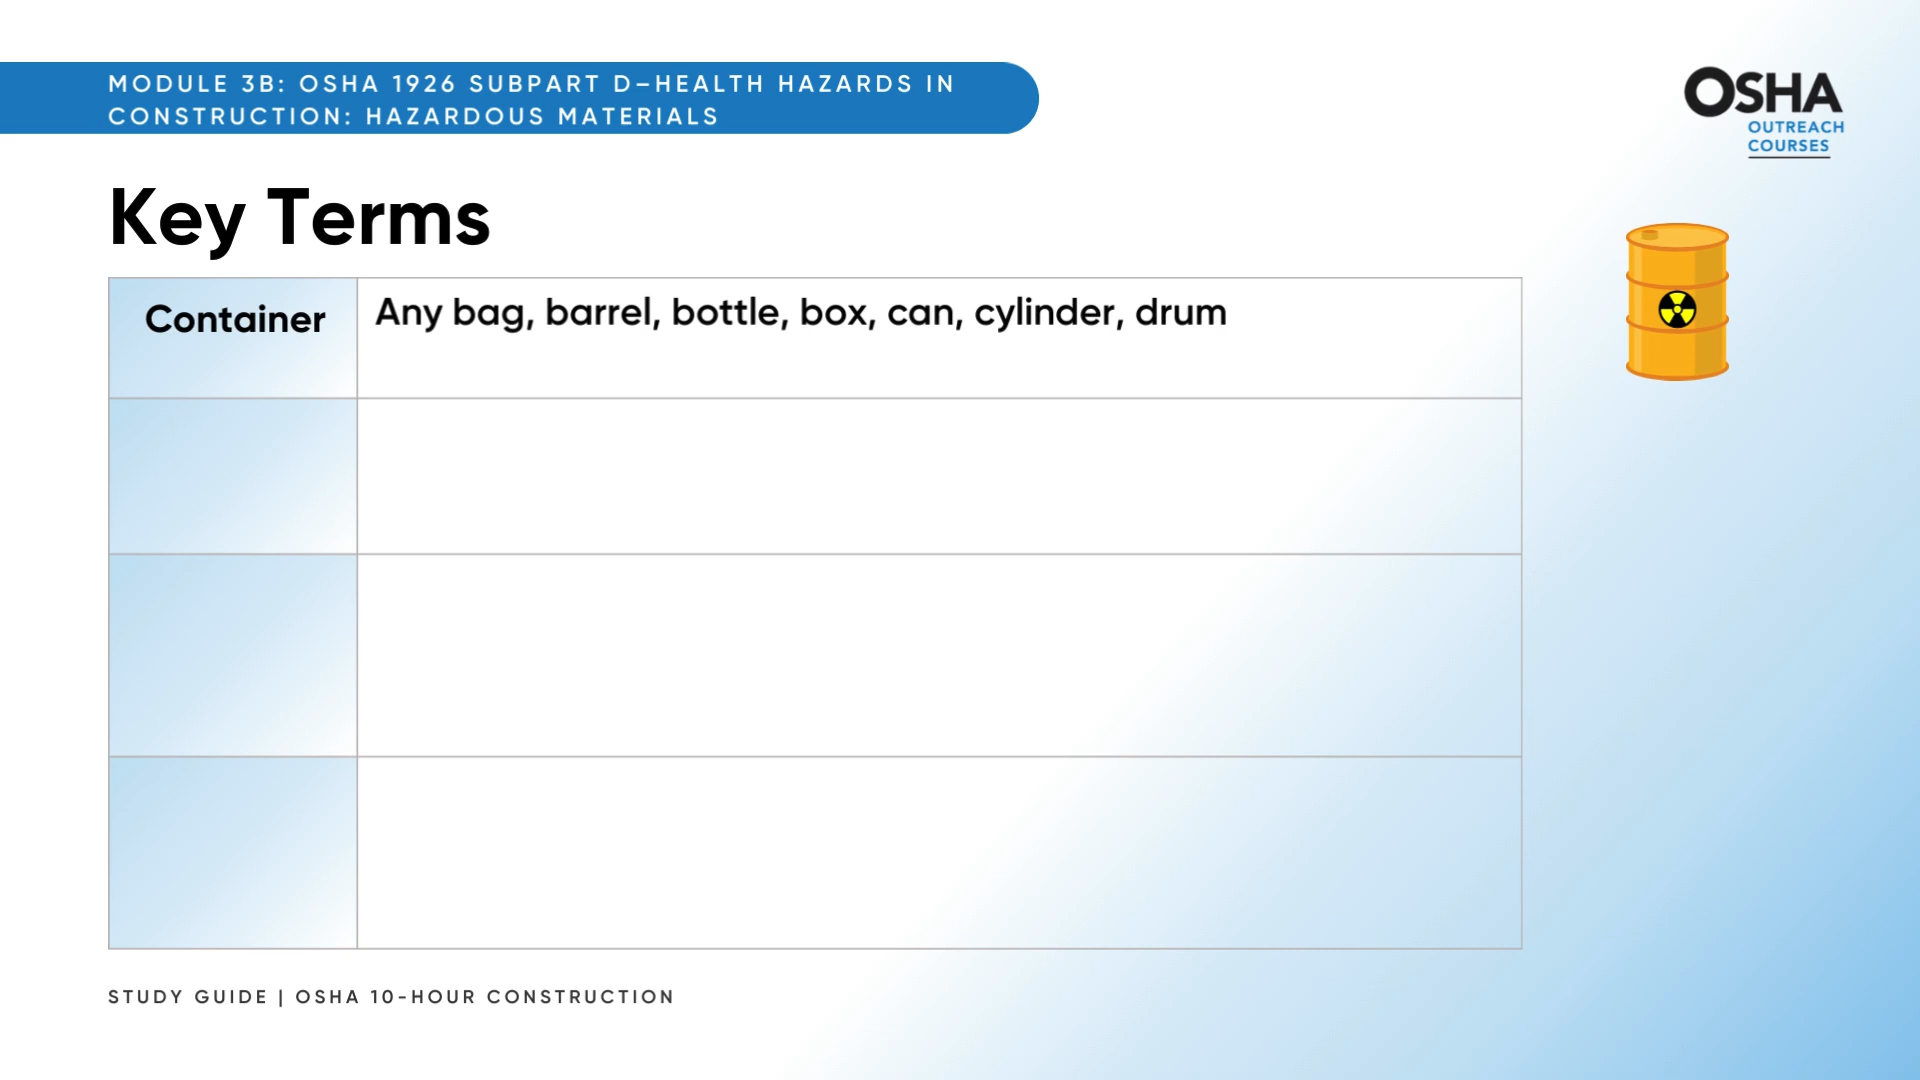 MODULE 3B: OSHA 1926 SUBPART D–HEALTH HAZARDS IN
CONSTRUCTION: HAZARDOUS MATERIALS
OSHA
OUTREACH
COURSES
Key Terms
Container
Any bag, barrel, bottle, box, can, cylinder, drum
STUDY GUIDE | OSHA 10-HOUR CONSTRUCTION